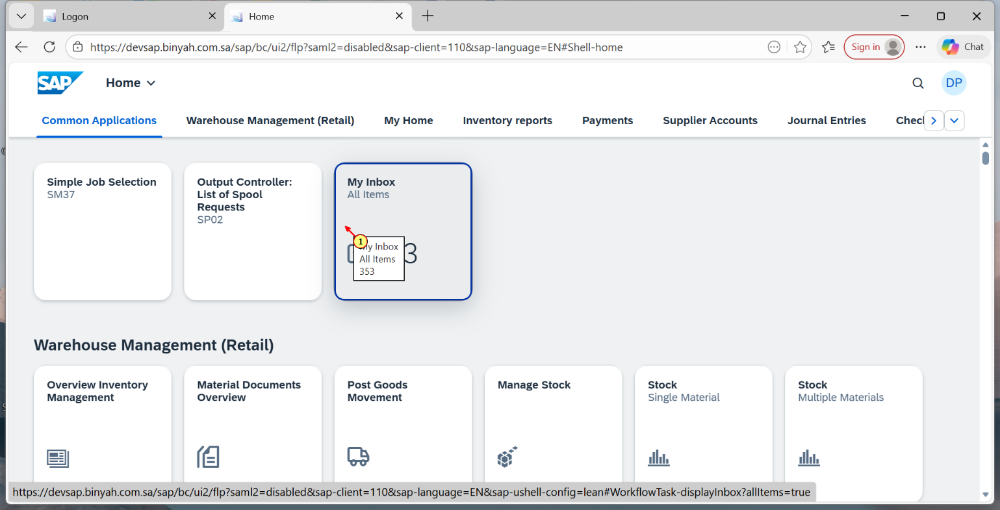 Logon
Home
https://devsap.binyah.com.sa/sap/bc/ui2/flp?saml2=disabled&sap-client=110&sap-language=EN#Shell-home
Sign in
Chat
SAP
Home
DP
Common Applications
Warehouse Management (Retail)
My Home
Inventory reports
Payments
Supplier Accounts
Journal Entries
Simple Job Selection
SM37
Output Controller:
List of Spool
Requests
SP02
My Inbox
All Items
1
My Inbox
All Items
353
3
Warehouse Management (Retail)
Overview Inventory
Management
Material Documents
Overview
Post Goods
Movement
Manage Stock
Stock
Single Material
Stock
Multiple Materials
https://devsap.binyah.com.sa/sap/bc/ui2/flp?saml2=disabled&sap-client=110&sap-language=EN&sap-ushell-config=lean#WorkflowTask-displayInbox?allItems=true